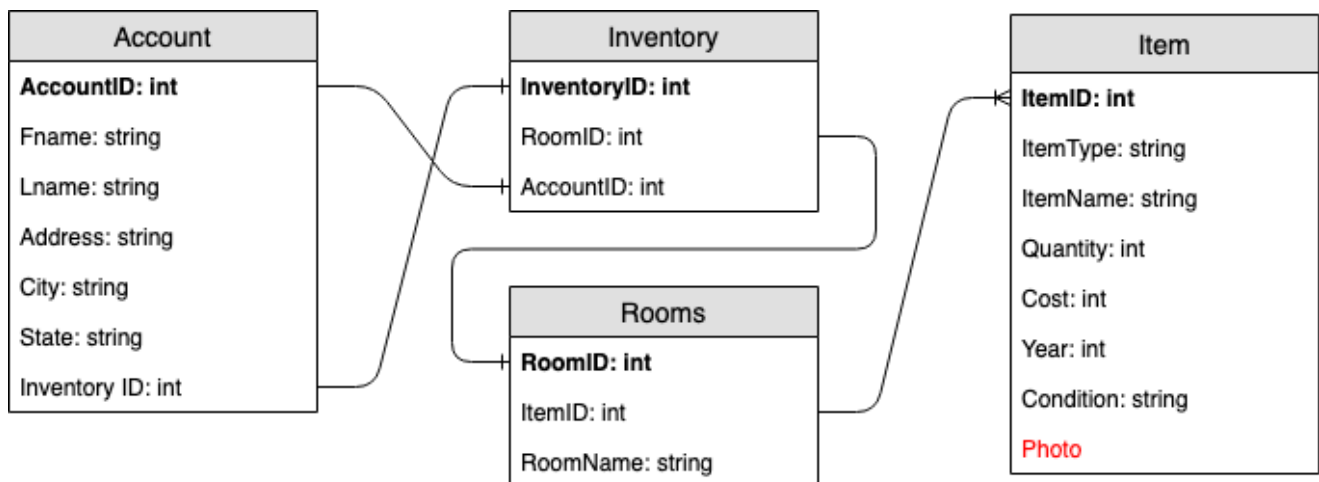 Account
AccountID: int
Fname: string
Lname: string
Address: string
City: string
State: string
Inventory ID: int
Inventory
InventoryID: int
RoomID: int
AccountID: int
Rooms
RoomID: int
ItemID: int
RoomName: string
Item
ItemID: int
ItemType: string
ItemName: string
Quantity: int
Cost: int
Year: int
Condition: string
Photo